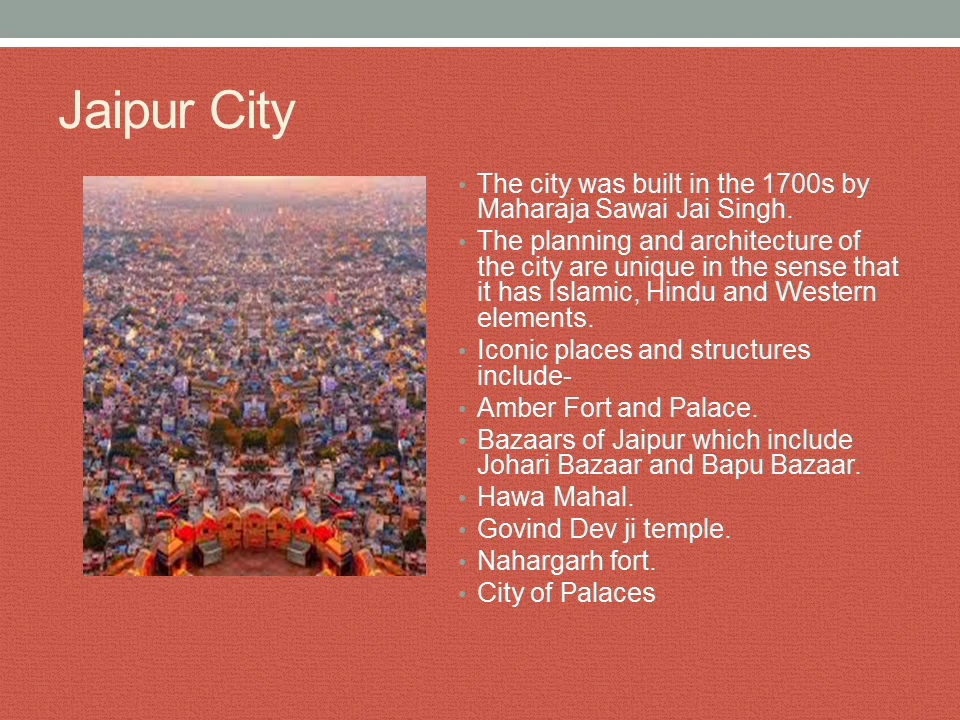 Jaipur City
• The city was built in the 1700s by
Maharaja Sawai Jai Singh.
• The planning and architecture of
the city are unique in the sense that
it has Islamic, Hindu and Western
elements.
• Iconic places and structures
include-
• Amber Fort and Palace.
• Bazaars of Jaipur which include
Johari Bazaar and Bapu Bazaar.
• Hawa Mahal.
• Govind Dev ji temple.
• Nahargarh fort.
• City of Palaces